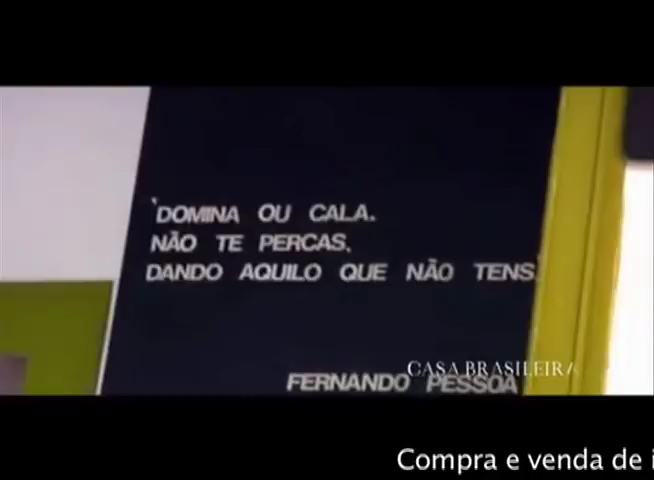 'DOMINA OU CALA.
NÃO TE PERCAS,
DANDO AQUILO QUE NÃO TENS.
FERNANDO PESSOA
CASA BRASILEIRA
Compra e venda de